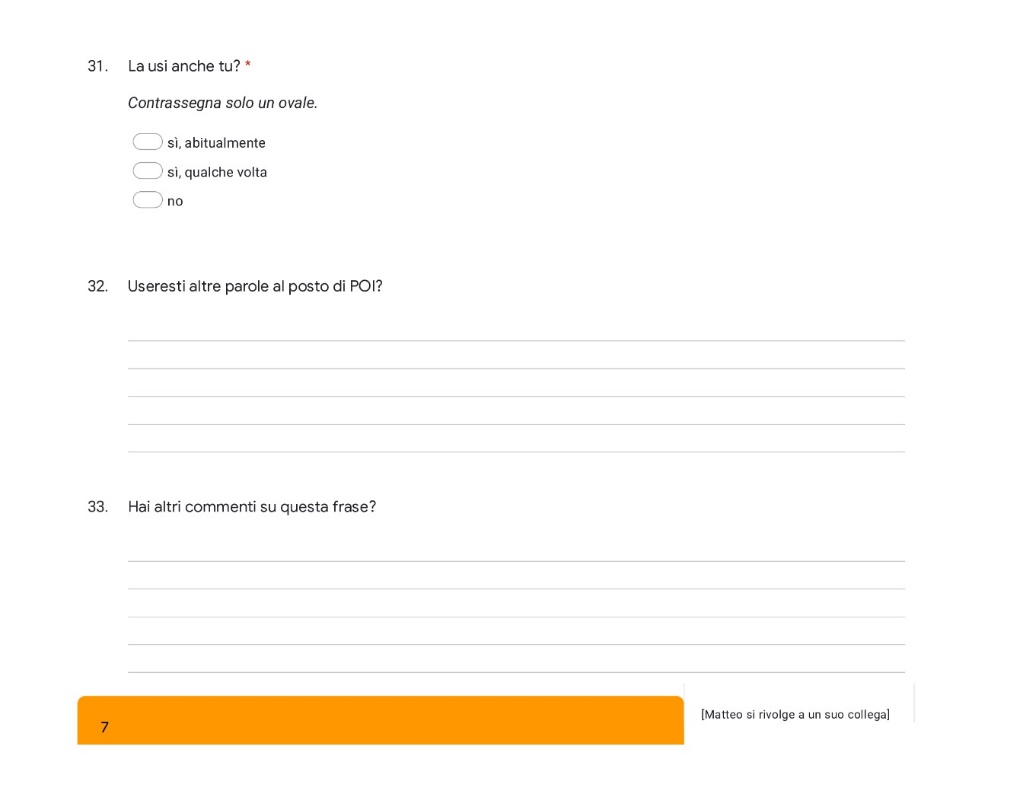 31. La usi anche tu? *
Contrassegna solo un ovale.
sì, abitualmente
sì, qualche volta
no
32. Useresti altre parole al posto di POI?
33. Hai altri commenti su questa frase?
7
[Matteo si rivolge a un suo collega]